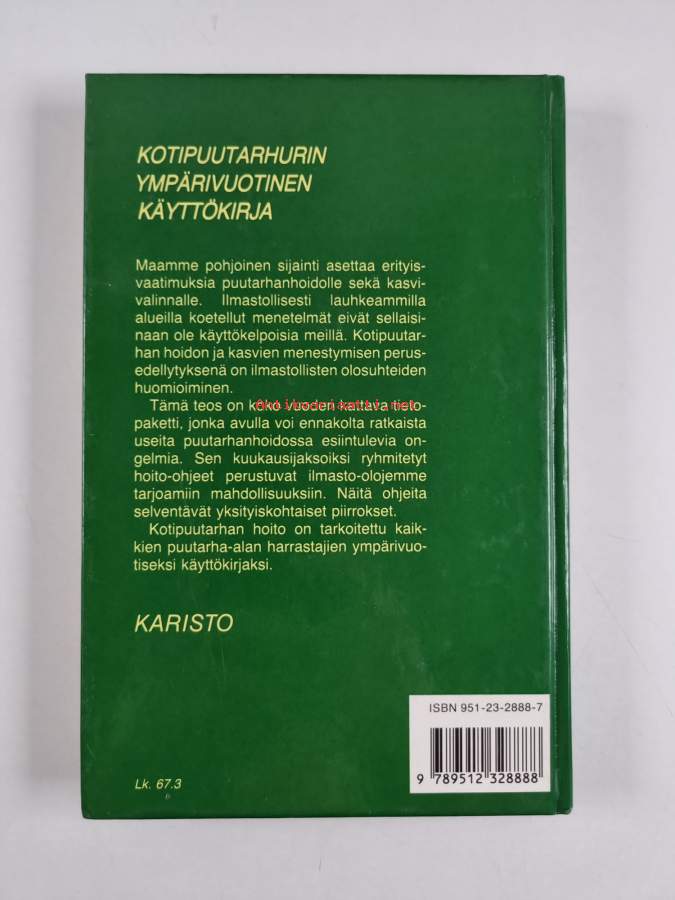 KOTIPUUTARHURIN
YMPÄRIVUOTINEN
KÄYTTÖKIRJA
Maamme pohjoinen sijainti asettaa erityis-
vaatimuksia puutarhanhoidolle sekä kasvi-
valinnalle. Ilmastollisesti lauhkeammilla
alueilla koetellut menetelmät eivät sellaisi-
naan ole käyttökelpoisia meillä. Kotipuutar-
han hoidon ja kasvien menestymisen perus-
edellytyksenä on ilmastollisten olosuhteiden
huomioiminen.
Tämä teos on koko vuoden kattava tieto-
paketti, jonka avulla voi ennakolta ratkaista
useita puutarhanhoidossa esiintulevia on-
gelmia. Sen kuukausijaksoiksi ryhmitetyt
hoito-ohjeet perustuvat ilmasto-olojemme
tarjoamiin mahdollisuuksiin. Näitä ohjeita
selventävät yksityiskohtaiset piirrokset.
Kotipuutarhan hoito on tarkoitettu kaik-
kien puutarha-alan harrastajien ympärivuo-
tiseksi käyttökirjaksi.
KARISTO
ISBN 951-23-2888-7
9 789512 328888
Lk. 67.3